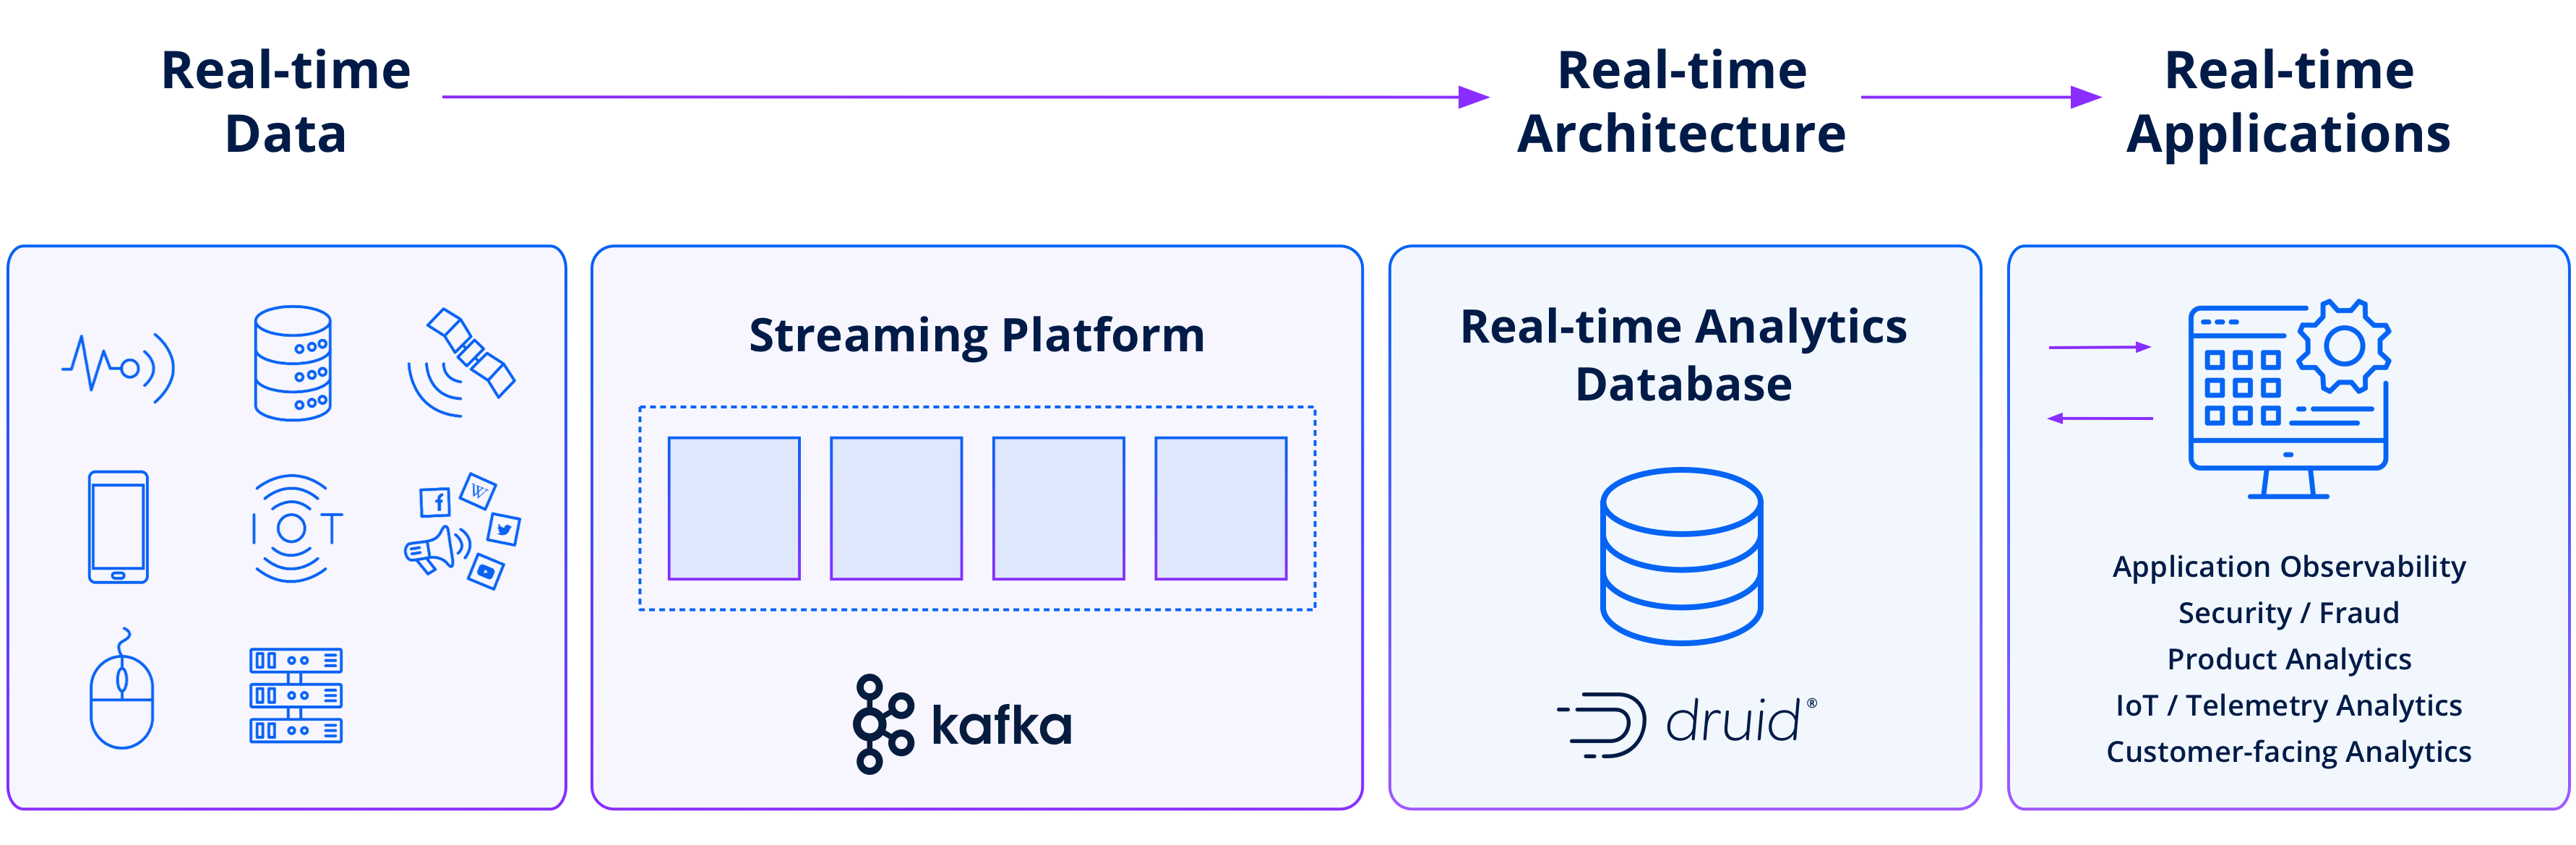 Real-time
Data
Real-time
Architecture
Real-time
Applications
I T
f
W
Streaming Platform
kafka
Real-time Analytics
Database
druid®
Application Observability
Security / Fraud
Product Analytics
IoT / Telemetry Analytics
Customer-facing Analytics